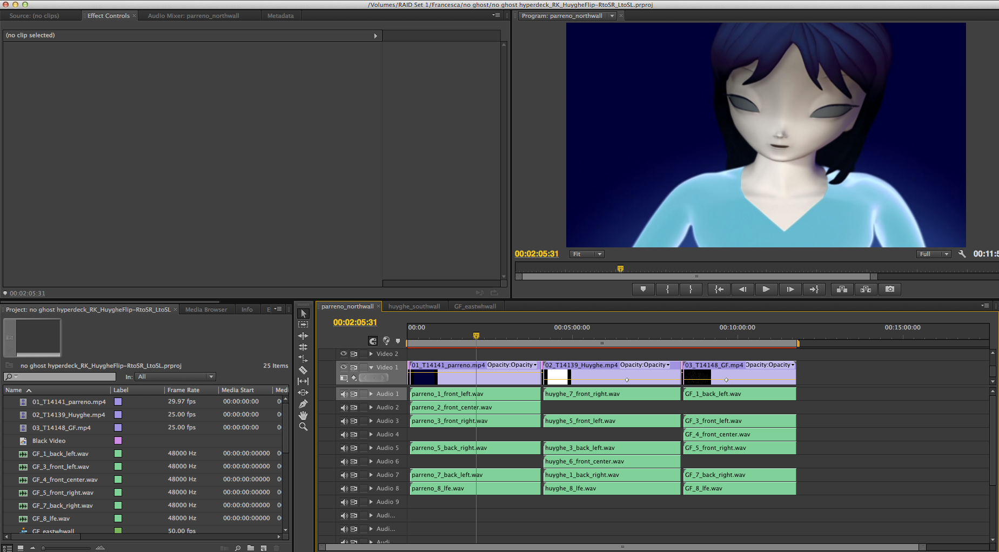 /Volumes/RAID Set 1/Francesca/no ghost/no ghost hyperdeck_RK_HuygheFlip-RtoSR_LtoSL.prproj
Source: (no clips) Effect Controls × Audio Mixer: parreno_northwall Metadata
(no clip selected)
00:02:05:31
Program: parreno_northwall ×
00:02:05:31 Fit Full 00:11:5
Project: no ghost hyperdeck_RK_HuygheFlip-RtoSR_LtoSL × Media Browser Info E
no ghost hyperdeck_RK_HuygheFlip-RtoSR_LtoSL.prproj 25 Items
In: All
Name Label Frame Rate Media Start Medi
01_T14141_parreno.mp4 29.97 fps 00:00:00:00 00
02_T14139_Huyghe.mp4 25.00 fps 00:00:00:00 00
03_T14148_GF.mp4 25.00 fps 00:00:00:00 00
Black Video
GF_1_back_left.wav 48000 Hz 00:00:00:00000 0
GF_3_front_left.wav 48000 Hz 00:00:00:00000 0
GF_4_front_center.wav 48000 Hz 00:00:00:00000 0
GF_5_front_right.wav 48000 Hz 00:00:00:00000 0
GF_7_back_right.wav 48000 Hz 00:00:00:00000 0
GF_8_lfe.wav 48000 Hz 00:00:00:00000 0
GF_eastwhwall 50.00 fps
parreno_northwall × huyghe_southwall GF_eastwhwall
00:02:05:31
00:00 00:05:00:00 00:10:00:00 00:15:00:00
Video 2
Video 1 01_T14141_parreno.mp4 Opacity:Opacity 02_T14139_Huyghe.mp4 Opacity:Opacity 03_T14148_GF.mp4 Opacity:Opacity
Audio 1 parreno_1_front_left.wav huyghe_7_front_right.wav GF_1_back_left.wav
Audio 2 parreno_2_front_center.wav
Audio 3 parreno_3_front_right.wav huyghe_5_front_left.wav GF_3_front_left.wav
Audio 4 GF_4_front_center.wav
Audio 5 parreno_5_back_right.wav huyghe_3_back_left.wav GF_5_front_right.wav
Audio 6 huyghe_6_front_center.wav
Audio 7 parreno_7_back_left.wav huyghe_1_back_right.wav GF_7_back_right.wav
Audio 8 parreno_8_lfe.wav huyghe_8_lfe.wav GF_8_lfe.wav
Audio 9
Audi...
Audi...
Audi